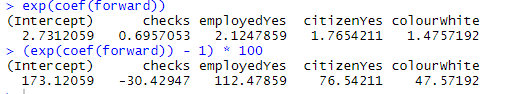 > exp(coef(forward))
(Intercept) checks employedYes citizenYes colourWhite
2.7312059 0.6957053 2.1247859 1.7654211 1.4757192
> (exp(coef(forward)) - 1) * 100
(Intercept) checks employedYes citizenYes colourWhite
173.12059 -30.42947 112.47859 76.54211 47.57192